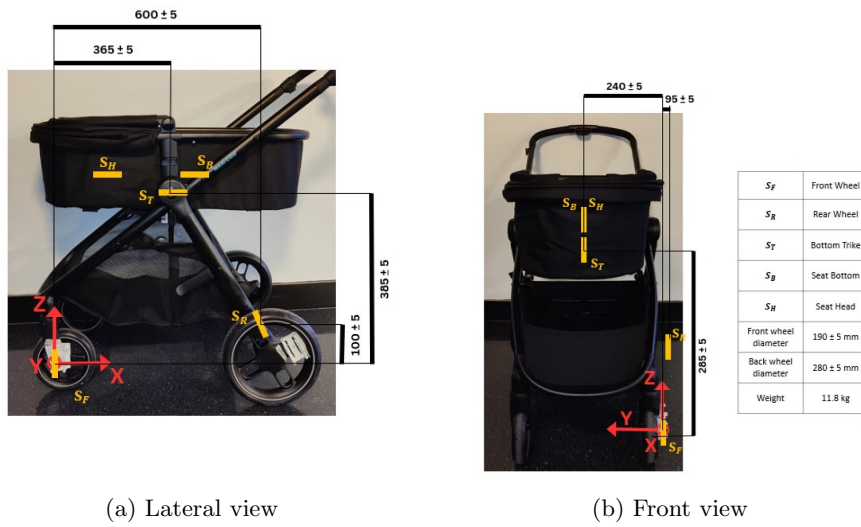 600 ± 5
365 ± 5
S_H
S_B
S_T
385 ± 5
S_R
100 ± 5
Z
Y
X
S_F
240 ± 5
95 ± 5
S_B S_H
S_T
S_R
285 ± 5
Z
Y
X
S_F
S_F Front Wheel
S_R Rear Wheel
S_T Bottom Trike
S_B Seat Bottom
S_H Seat Head
Front wheel
diameter 190 ± 5 mm
Back wheel
diameter 280 ± 5 mm
Weight 11.8 kg
(a) Lateral view
(b) Front view